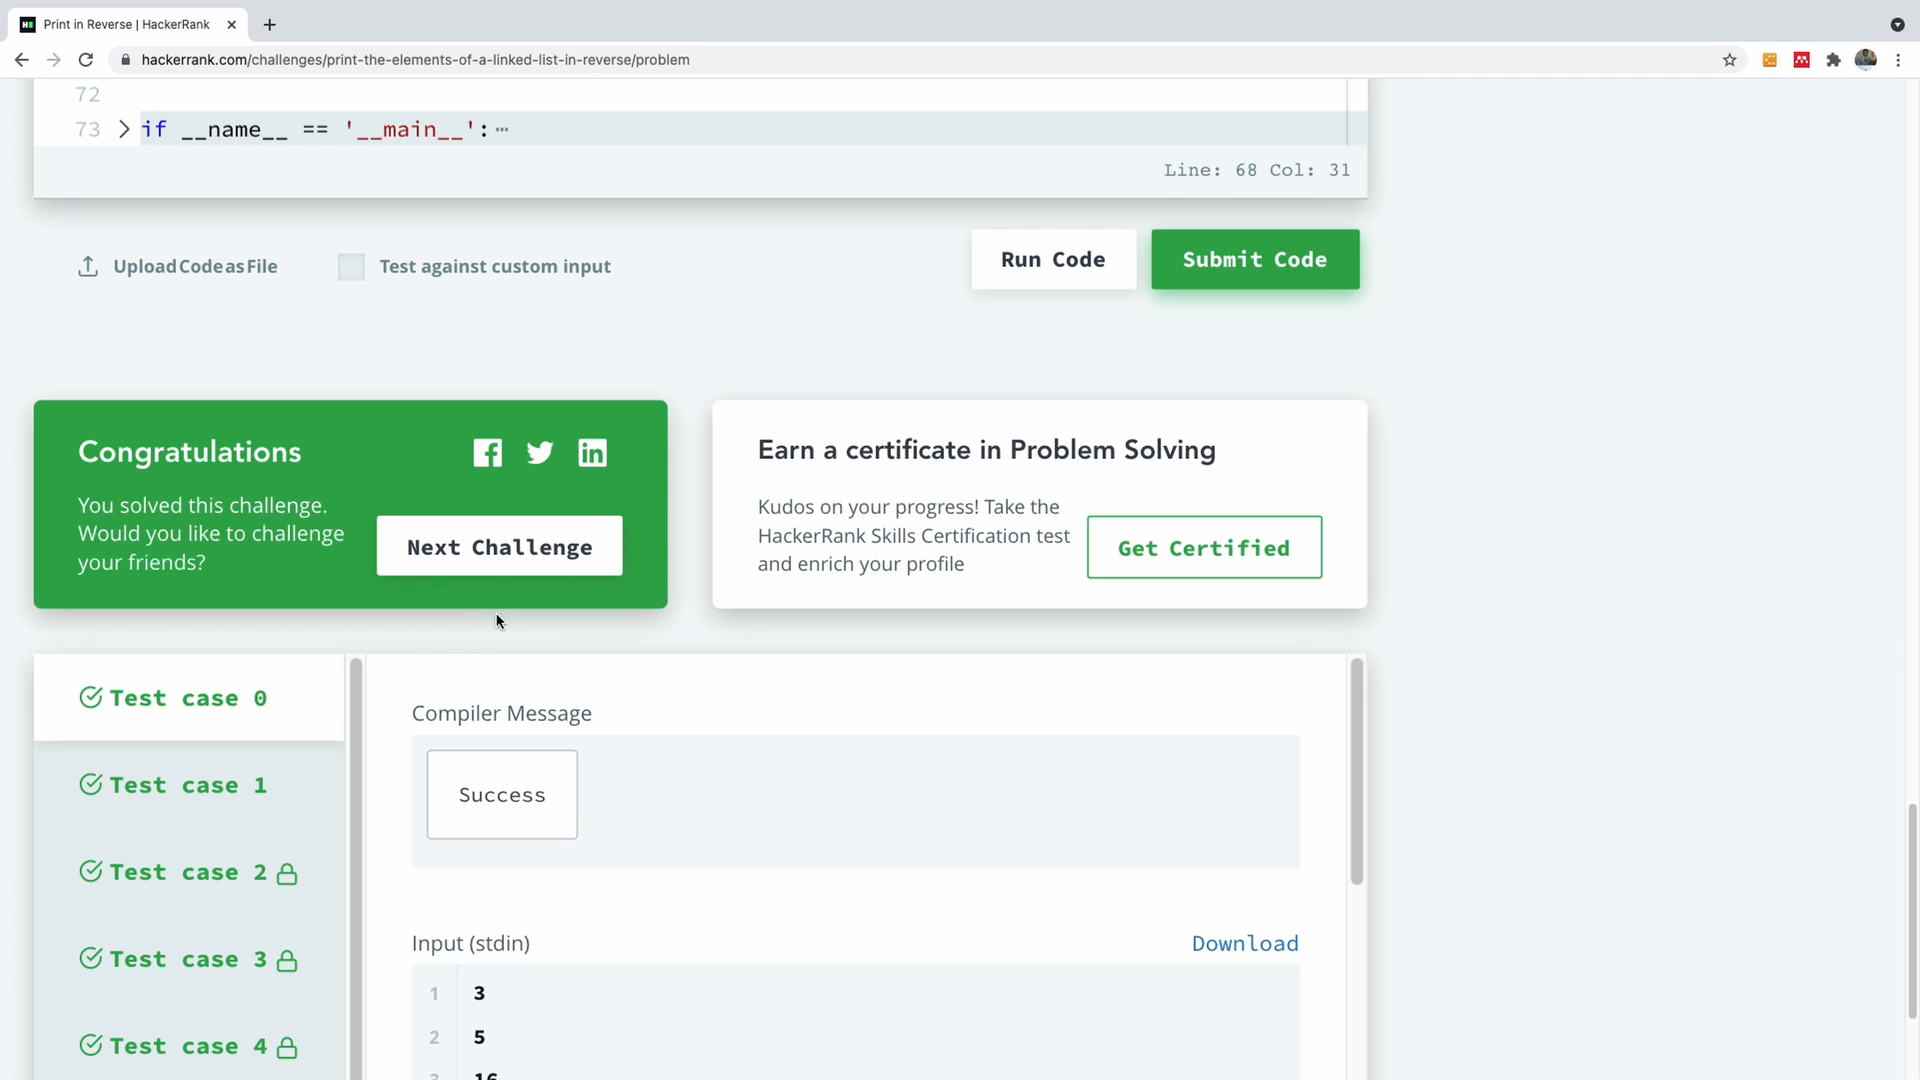 Print in Reverse | HackerRank
hackerrank.com/challenges/print-the-elements-of-a-linked-list-in-reverse/problem
72
73 if __name__ == '__main__':
Line: 68 Col: 31
Upload Code as File
Test against custom input
Run Code
Submit Code
Congratulations
You solved this challenge.
Would you like to challenge
your friends?
Next Challenge
Earn a certificate in Problem Solving
Kudos on your progress! Take the
HackerRank Skills Certification test
and enrich your profile
Get Certified
Test case 0
Test case 1
Test case 2
Test case 3
Test case 4
Compiler Message
Success
Input (stdin)
Download
1 3
2 5
3 16